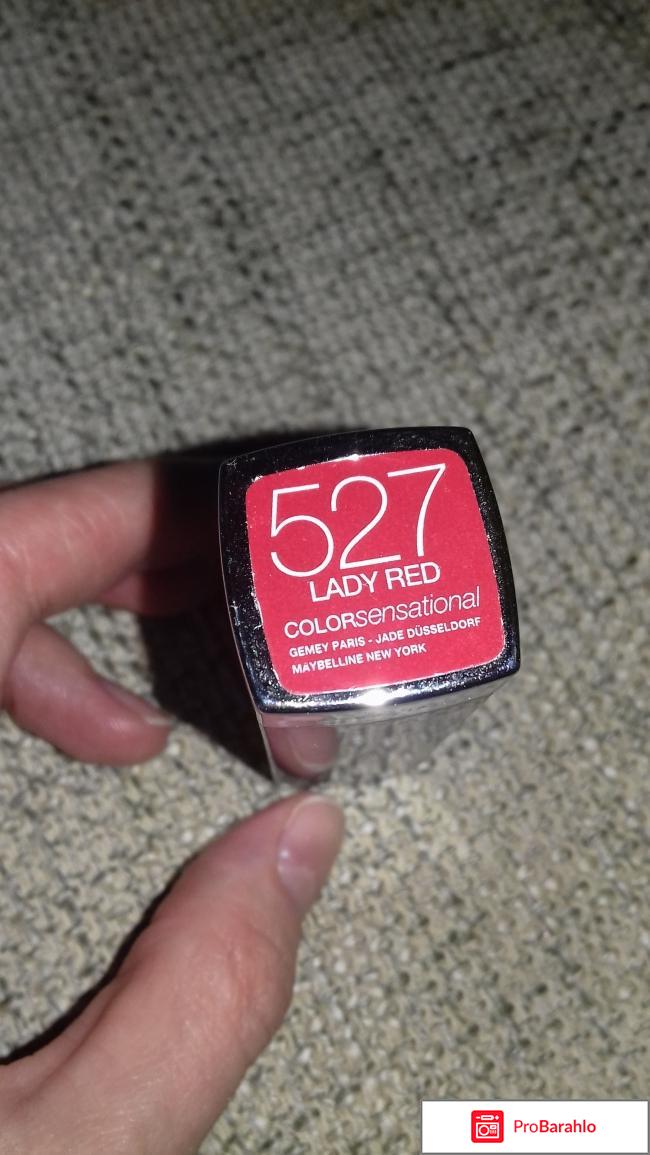 527
LADY RED
COLORsensational
GEMEY PARIS - JADE DÜSSELDORF
MAYBELLINE NEW YORK
ProBarahlo